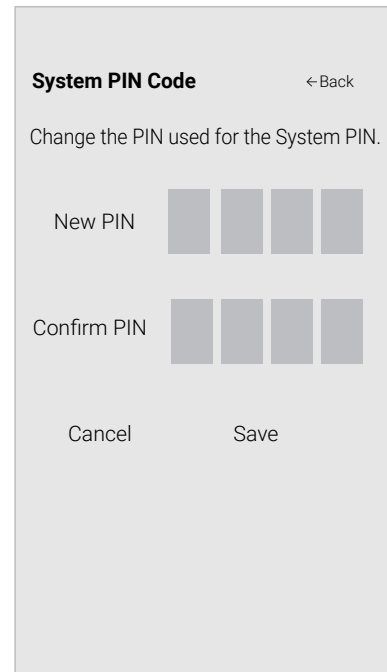 System PIN Code ←Back
Change the PIN used for the System PIN.
New PIN
Confirm PIN
Cancel Save